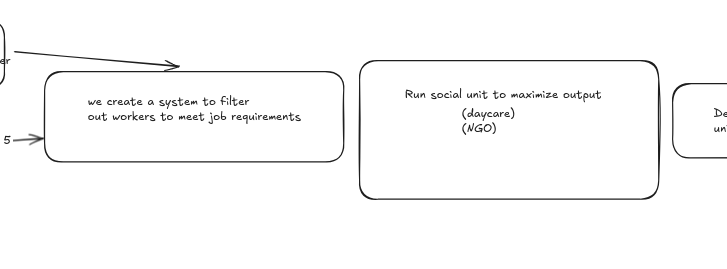 er
5
we create a system to filter
out workers to meet job requirements
Run social unit to maximize output
(daycare)
(NGO)
De
un